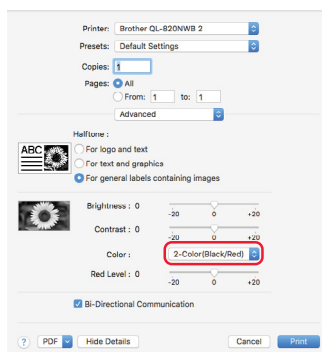 Printer: Brother QL-820NWB 2
Presets: Default Settings
Copies: 1
Pages: All
From: 1 to: 1
Advanced
Halftone :
ABC
For logo and text
For text and graphics
For general labels containing images
Brightness : 0
-20 0 +20
Contrast : 0
-20 0 +20
Color : 2-Color(Black/Red)
Red Level : 0
-20 0 +20
Bi-Directional Communication
? PDF Hide Details Cancel Print